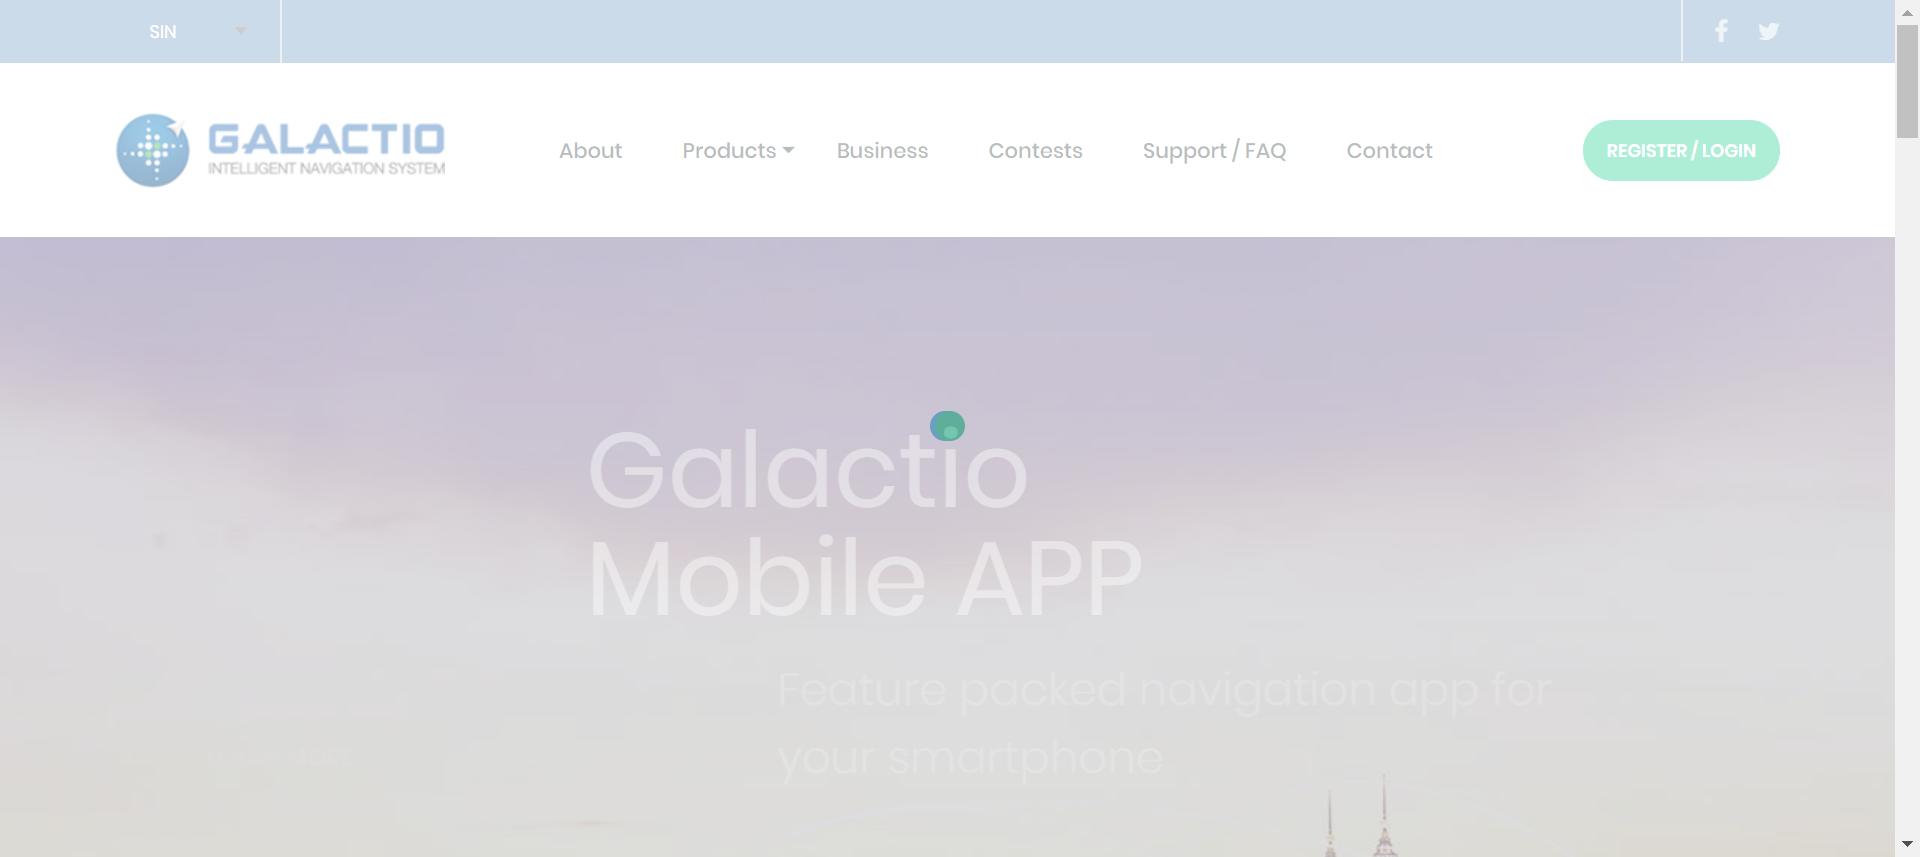 SIN
GALACTIO
INTELLIGENT NAVIGATION SYSTEM
About
Products
Business
Contests
Support / FAQ
Contact
REGISTER / LOGIN
Galactio
Mobile APP
Feature packed navigation app for
your smartphone